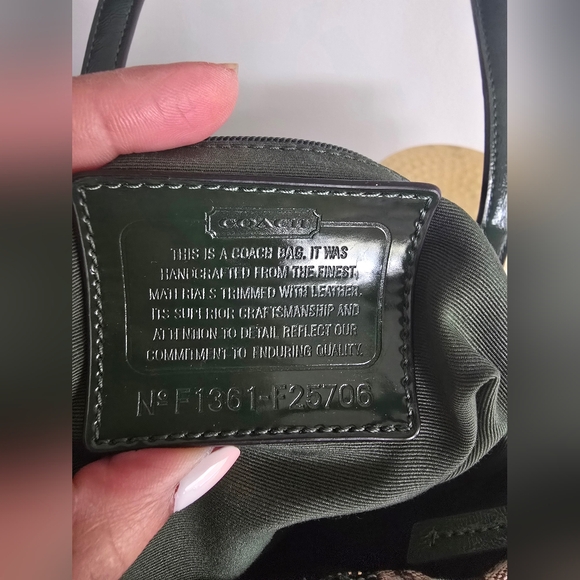 COACH
THIS IS A COACH BAG. IT WAS
HANDCRAFTED FROM THE FINEST,
MATERIALS TRIMMED WITH LEATHER.
ITS SUPERIOR CRAFTSMANSHIP AND
ATTENTION TO DETAIL REFLECT OUR
COMMITMENT TO ENDURING QUALITY.
Nº F1361-F25706